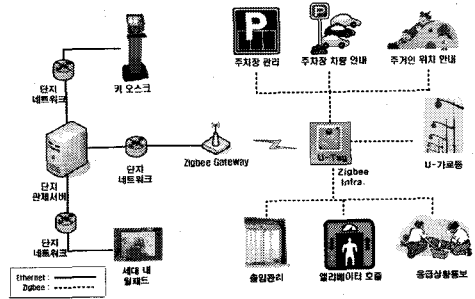 P
P
주차장 관리
주차장 차량 안내
주거인 위치 안내
단지
네트워크
키 오스크
단지
관제서버
단지
네트워크
Zigbee Gateway
U-Tag
Zigbee
Infra.
U-가로등
단지
네트워크
세대 내
월패드
출입관리
엘리베이터 호출
응급상황통보
Ethernet :
Zigbee :